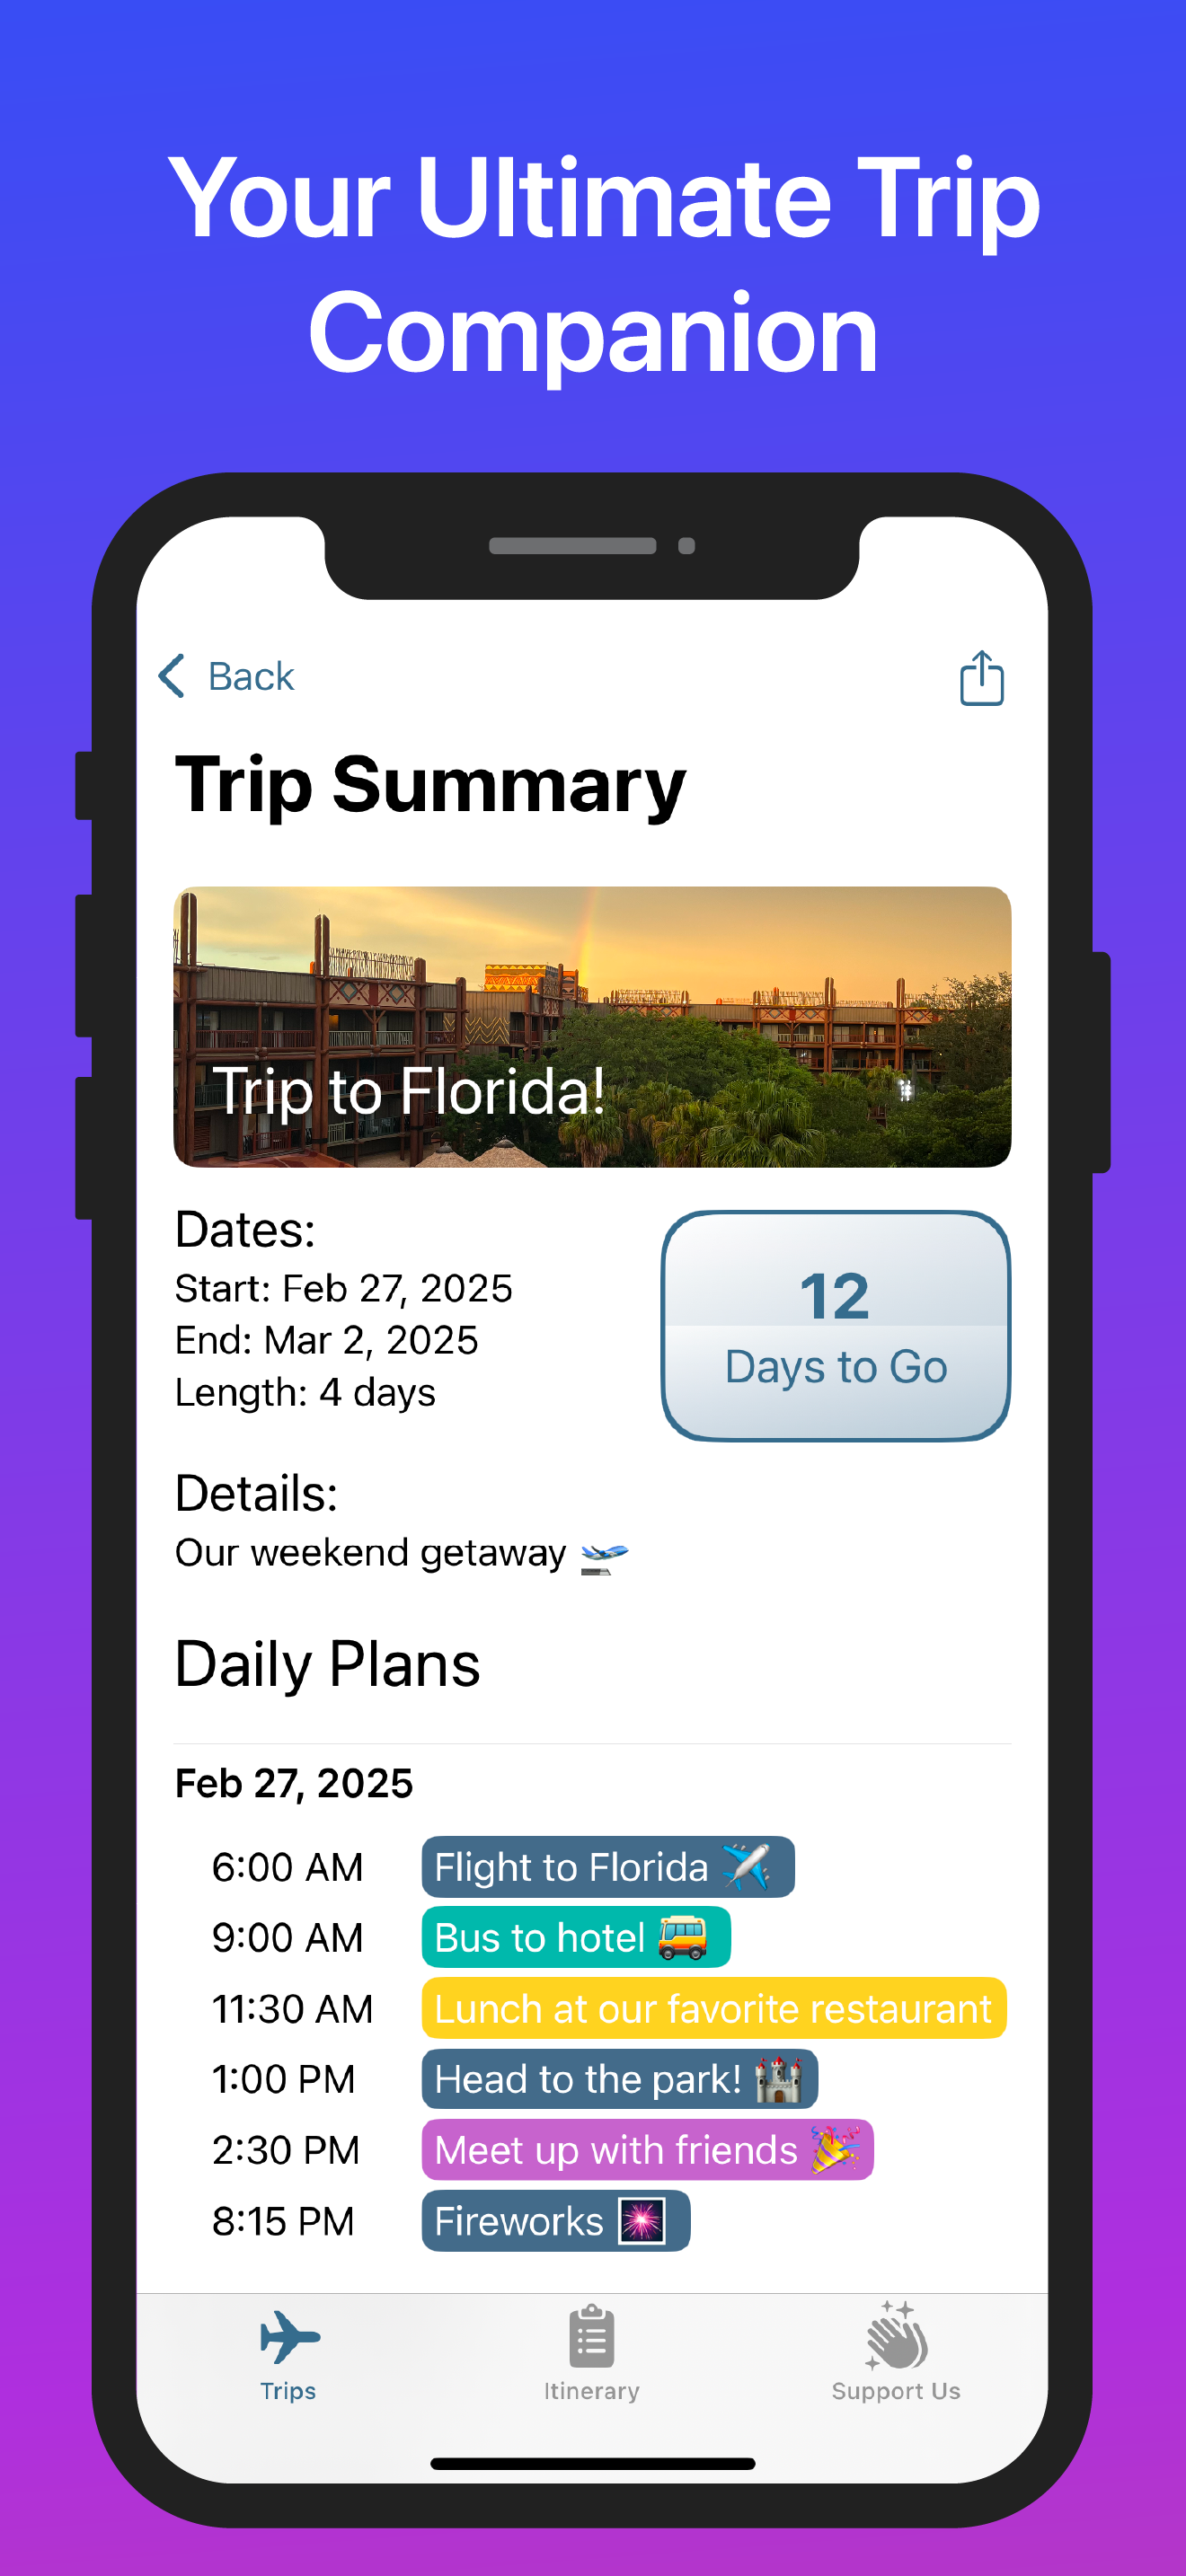 Your Ultimate Trip
Companion
Back
Trip Summary
Trip to Florida!
Dates:
Start: Feb 27, 2025
End: Mar 2, 2025
Length: 4 days
12
Days to Go
Details:
Our weekend getaway 🛫
Daily Plans
Feb 27, 2025
6:00 AM Flight to Florida ✈️
9:00 AM Bus to hotel 🚌
11:30 AM Lunch at our favorite restaurant
1:00 PM Head to the park! 🏰
2:30 PM Meet up with friends 🎉
8:15 PM Fireworks 🎆
Trips Itinerary Support Us